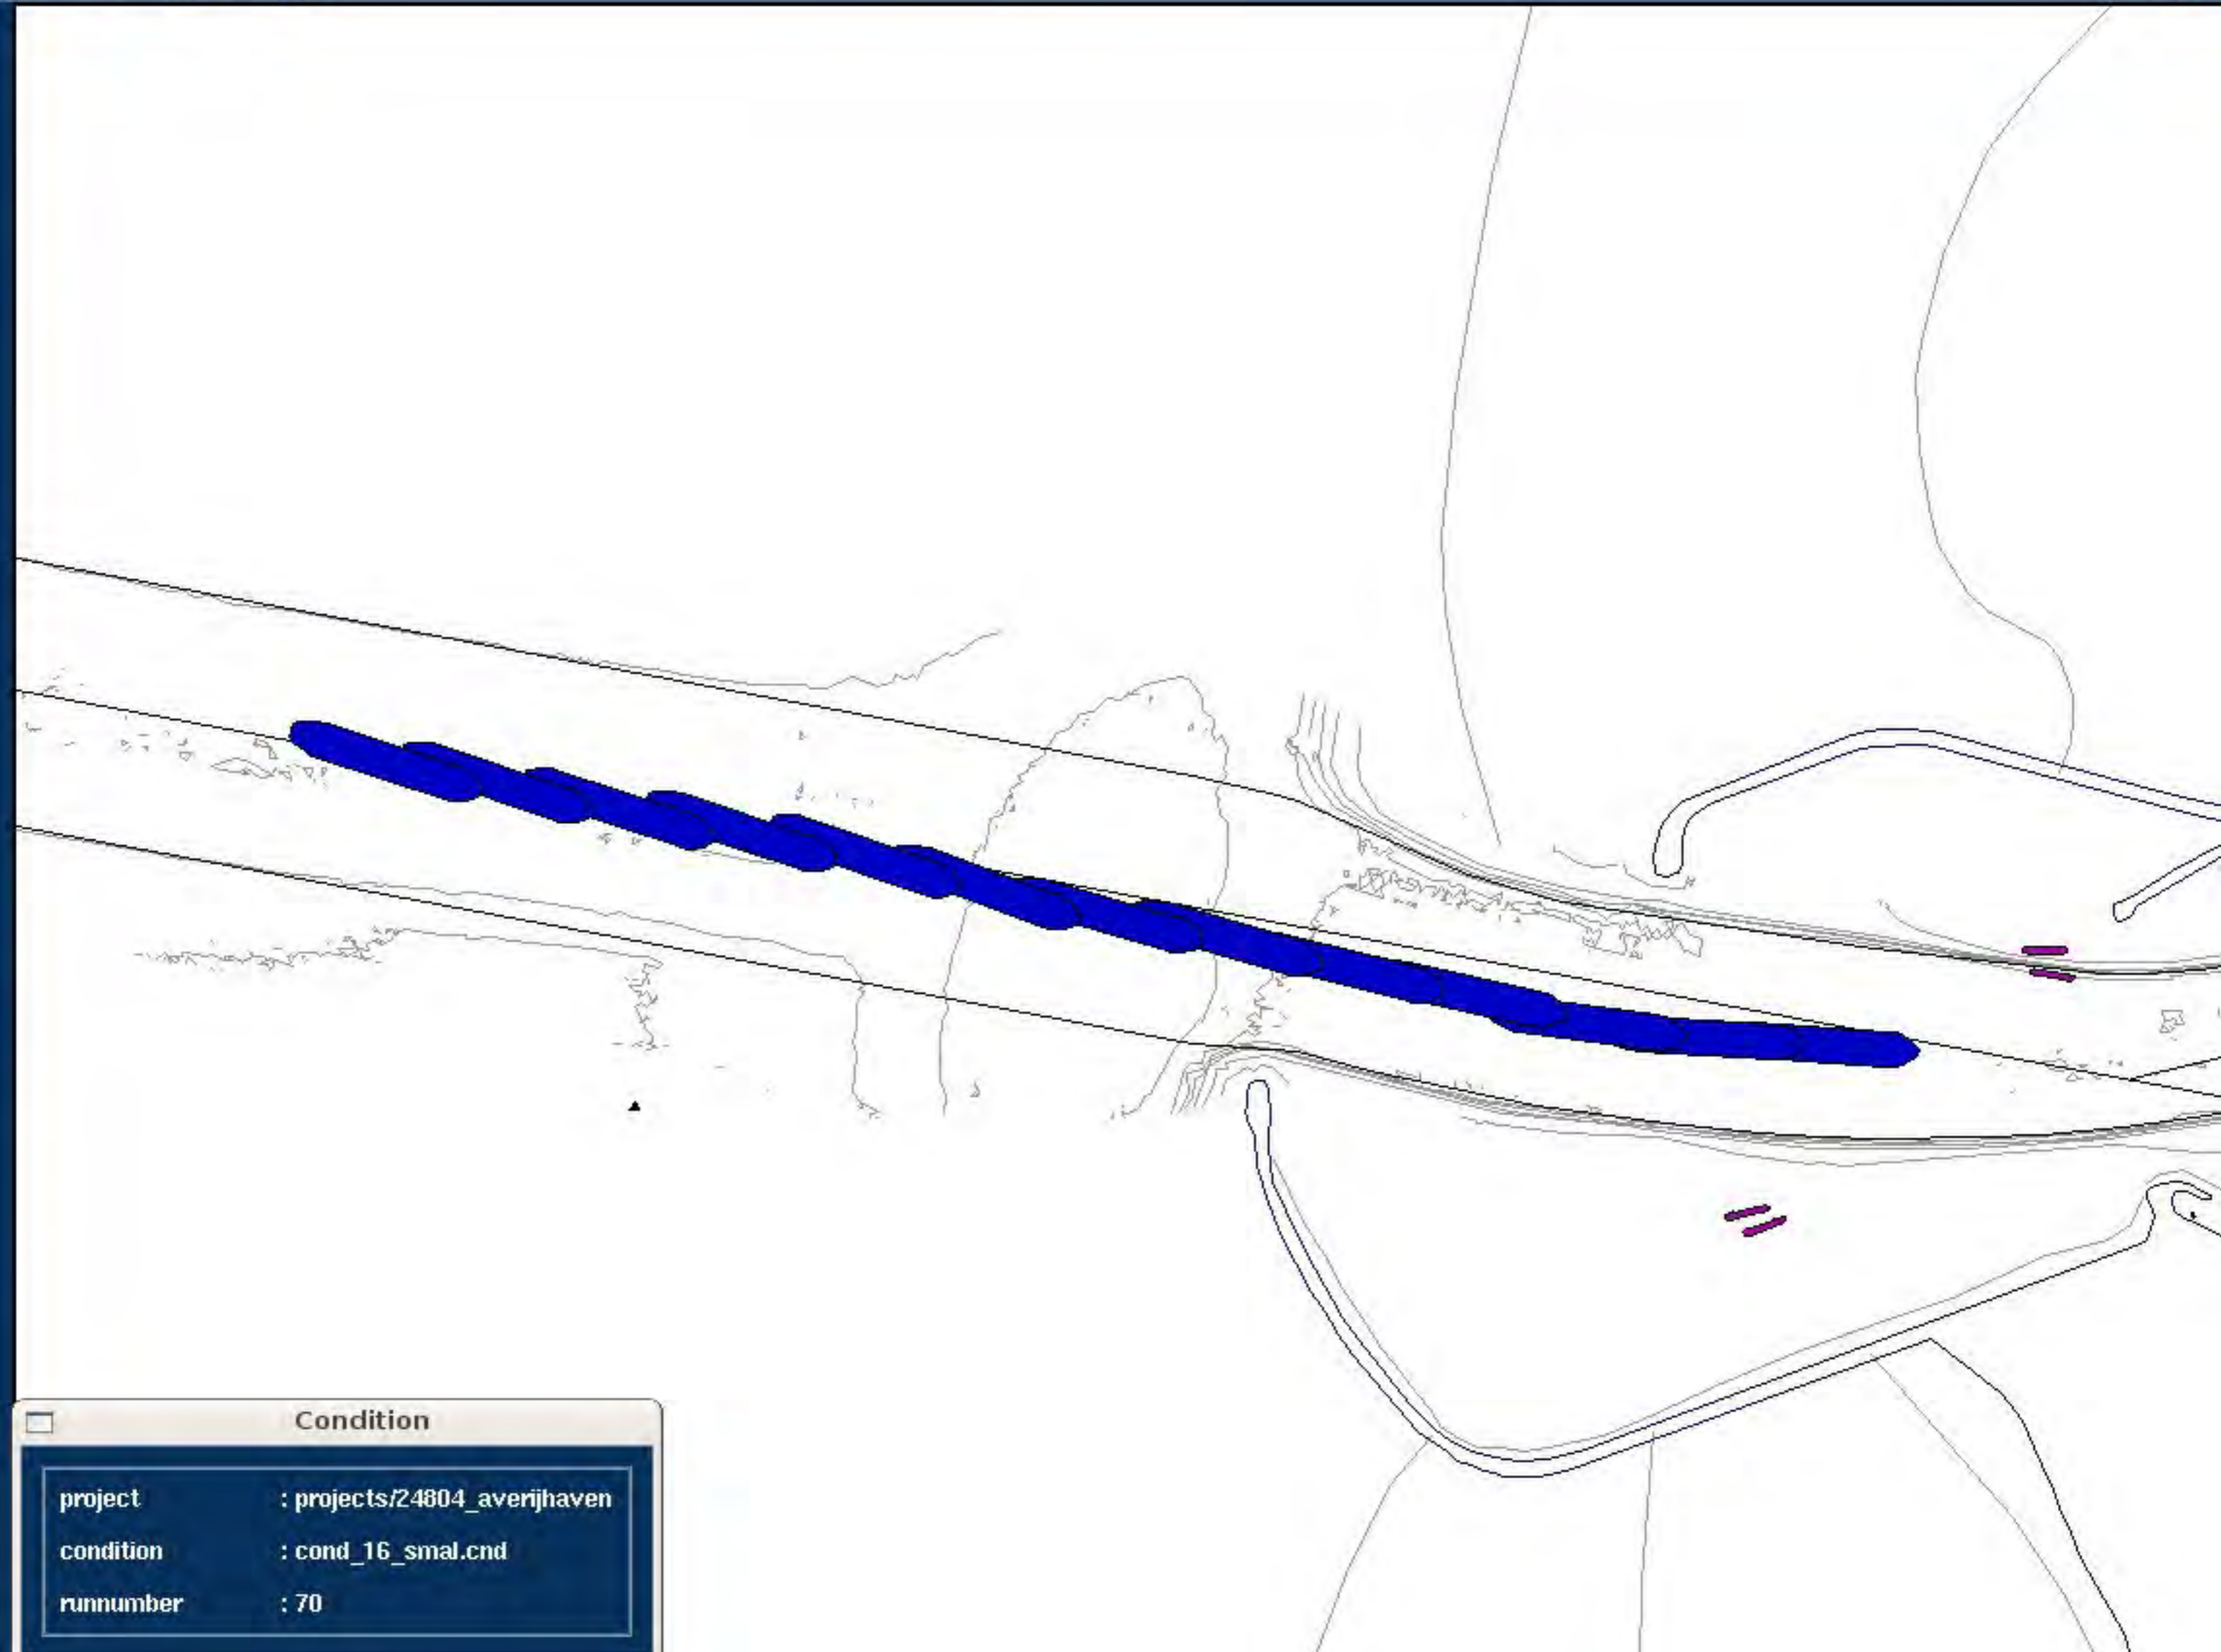 Condition
project : projects/24804_averijhaven
condition : cond_16_smal.cnd
runnumber : 70